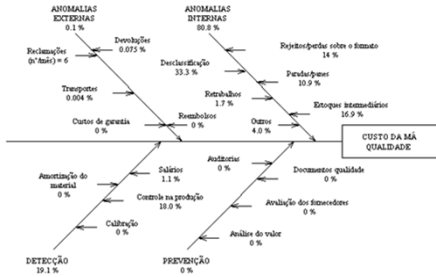 ANOMALIAS
EXTERNAS
0.1 %
ANOMALIAS
INTERNAS
80.8 %
Devoluções
0.075 %
Reclamações
(nº/mês) = 6
Transportes
0.004 %
Reembolsos
0 %
Custos de garantia
0 %
Rejeitos/perdas sobre o formato
14 %
Desclassificação
33.3 %
Paradas/panes
10.9 %
Retrabalhos
1.7 %
Estoques intermediários
16.9 %
Outros
4.0 %
CUSTO DA MÁ
QUALIDADE
Salários
1.1 %
Amortização do
material
0 %
Controle na produção
18.0 %
Calibração
0 %
DETECÇÃO
19.1 %
Auditorias
0 %
Documentos qualidade
0 %
Avaliação dos fornecedores
0 %
Análise do valor
0 %
PREVENÇÃO
0 %